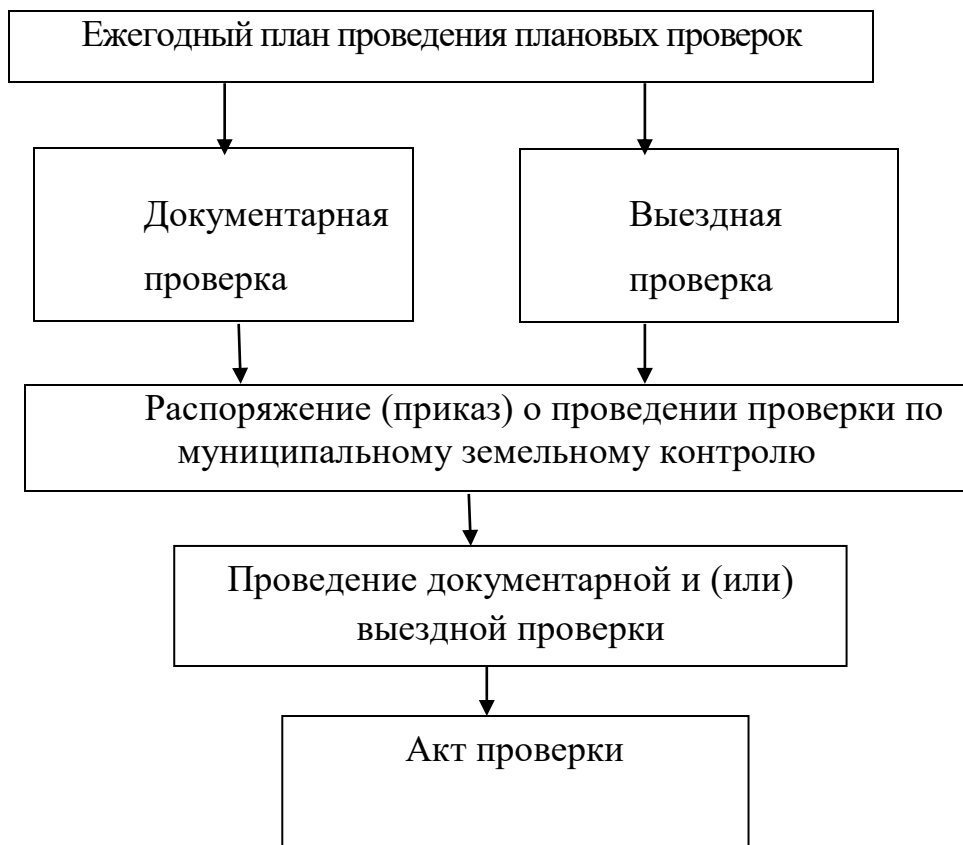 Ежегодный план проведения плановых проверок
Документарная
проверка
Выездная
проверка
Распоряжение (приказ) о проведении проверки по
муниципальному земельному контролю
Проведение документарной и (или)
выездной проверки
Акт проверки